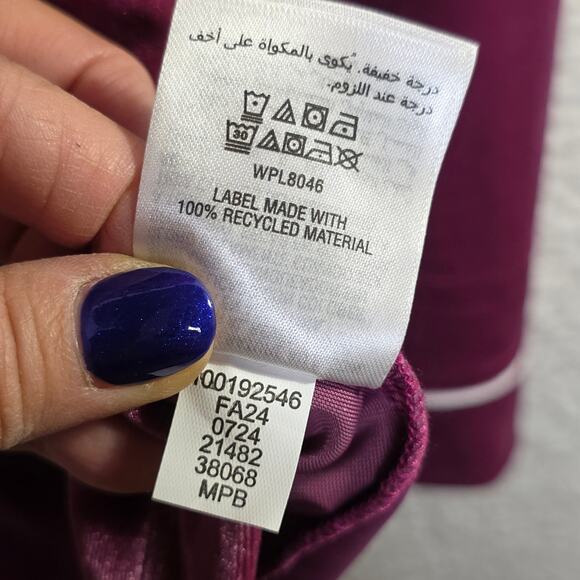 درجة خفيفة. يُكوى بالمكواة على أخف
درجة عند اللزوم.
30
WPL8046
LABEL MADE WITH
100% RECYCLED MATERIAL
00192546
FA24
0724
21482
38068
MPB